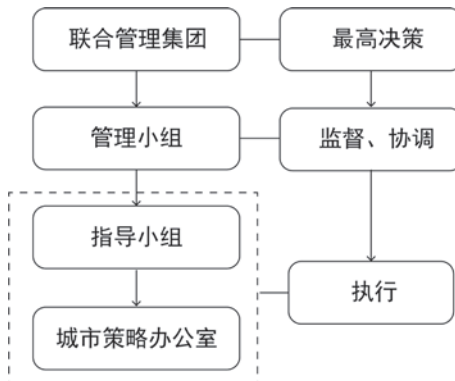 联合管理集团
最高决策
管理小组
监督、协调
指导小组
执行
城市策略办公室